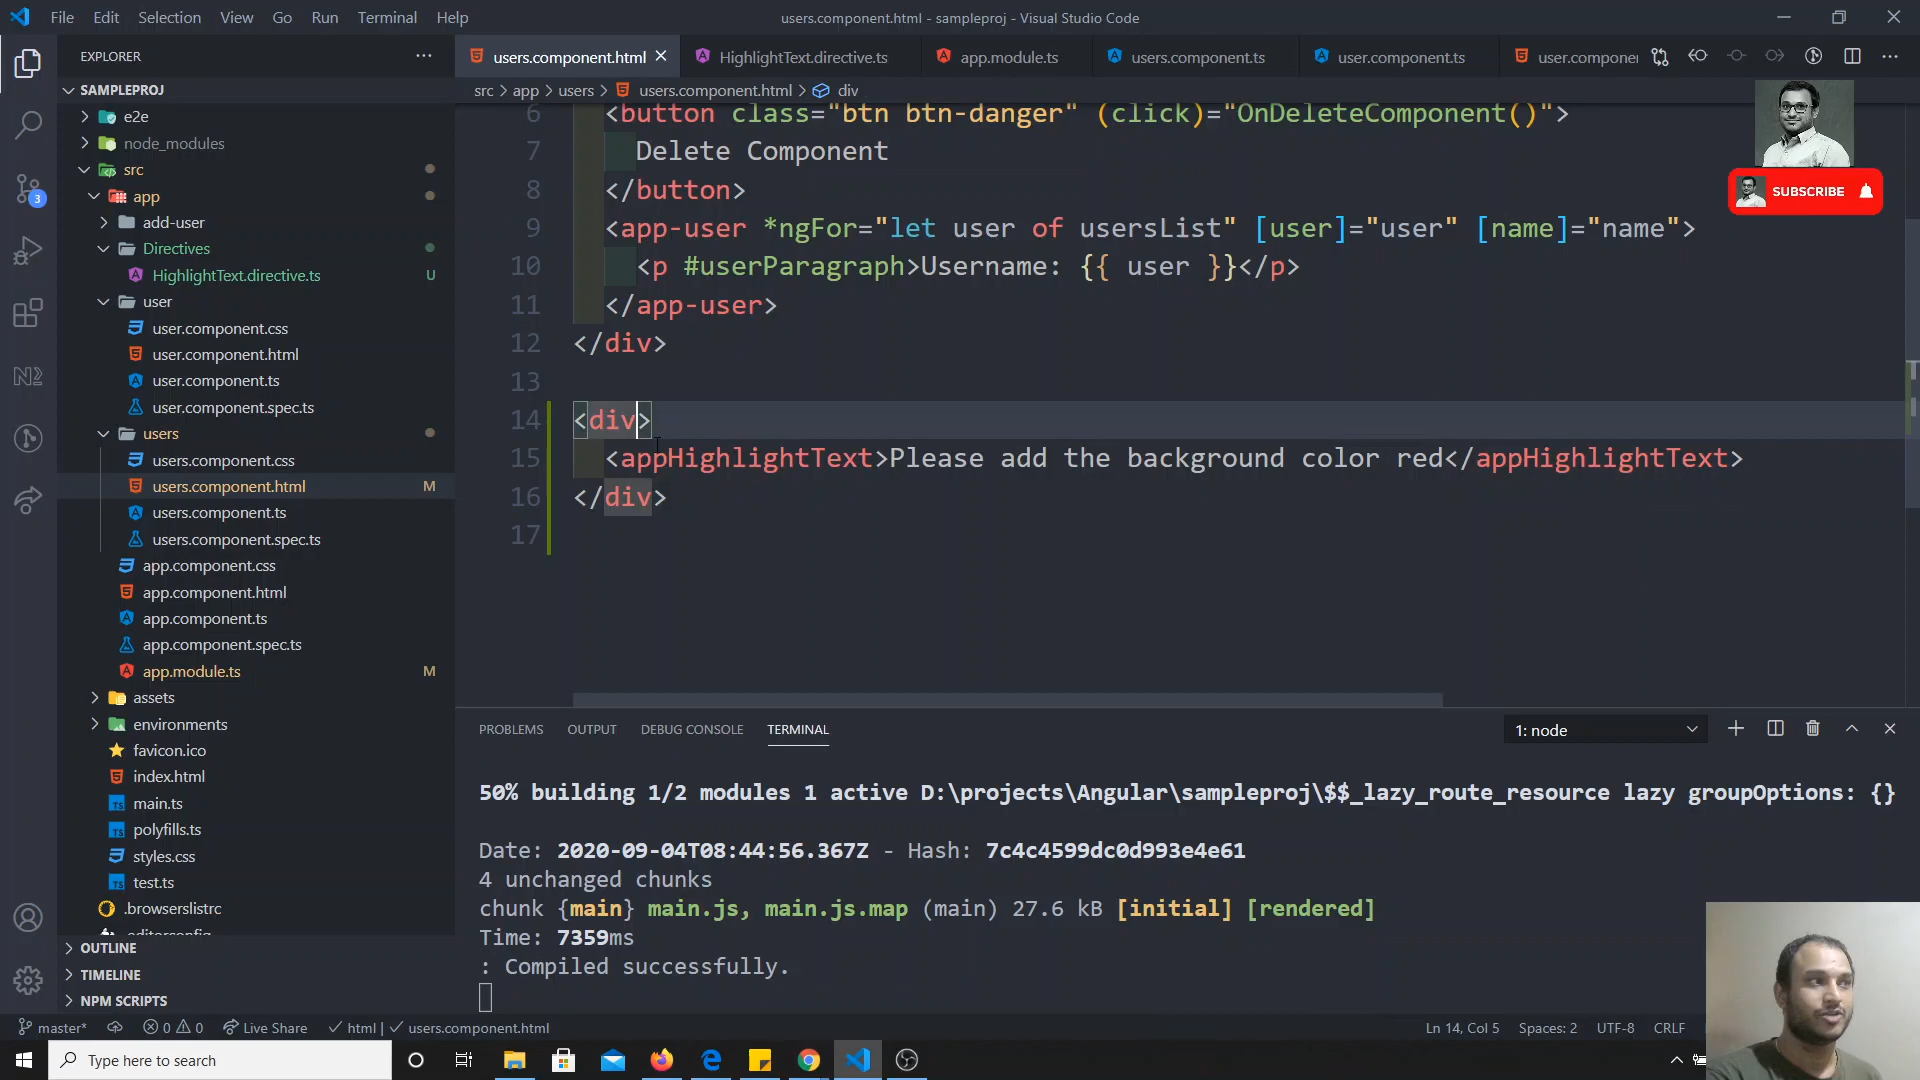 File Edit Selection View Go Run Terminal Help
users.component.html - sampleproj - Visual Studio Code
EXPLORER
SAMPLEPROJ
e2e
node_modules
src
app
add-user
Directives
HighlightText.directive.ts U
user
user.component.css
user.component.html
user.component.ts
user.component.spec.ts
users
users.component.css
users.component.html M
users.component.ts
users.component.spec.ts
app.component.css
app.component.html
app.component.ts
app.component.spec.ts
app.module.ts M
assets
environments
favicon.ico
index.html
main.ts
polyfills.ts
styles.css
test.ts
.browserslistrc
.editorconfig
OUTLINE
TIMELINE
NPM SCRIPTS
3
users.component.html HighlightText.directive.ts app.module.ts users.component.ts user.component.ts user.componen
src > app > users > users.component.html > div
SUBSCRIBE
6 <button class="btn btn-danger" (click)="OnDeleteComponent()">
7 Delete Component
8 </button>
9 <app-user *ngFor="let user of usersList" [user]="user" [name]="name">
10 <p #userParagraph>Username: {{ user }}</p>
11 </app-user>
12 </div>
13
14 <div>
15 <appHighlightText>Please add the background color red</appHighlightText>
16 </div>
17
PROBLEMS OUTPUT DEBUG CONSOLE TERMINAL
1: node
50% building 1/2 modules 1 active D:\projects\Angular\sampleproj\$$_lazy_route_resource lazy groupOptions: {}
Date: 2020-09-04T08:44:56.367Z - Hash: 7c4c4599dc0d993e4e61
4 unchanged chunks
chunk {main} main.js, main.js.map (main) 27.6 kB [initial] [rendered]
Time: 7359ms
: Compiled successfully.
master* 0 0 Live Share html | users.component.html
Ln 14, Col 5 Spaces: 2 UTF-8 CRLF
Type here to search